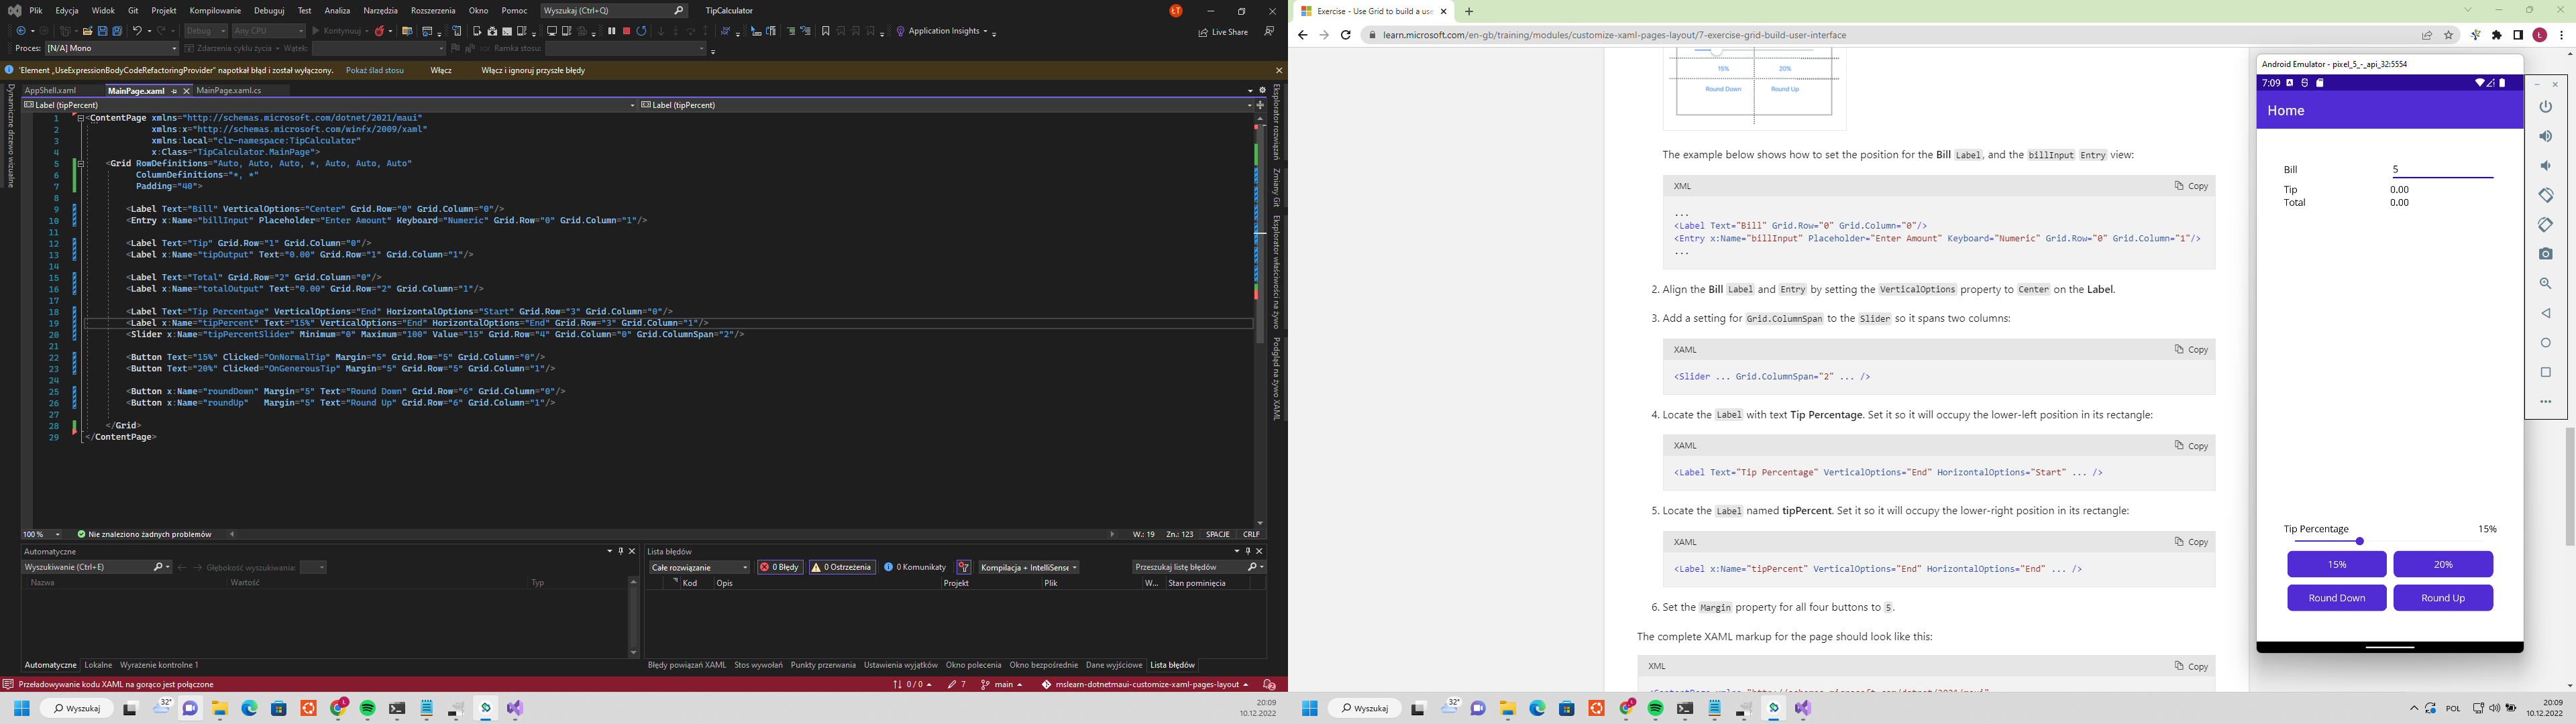 Plik Edycja Widok Git Projekt Kompilowanie Debuguj Test Analiza Narzędzia Rozszerzenia Okno Pomoc Wyszukaj (Ctrl+Q) TipCalculator ŁT
Debug Any CPU Kontynuuj Application Insights Live Share
Proces: [N/A] Mono Zdarzenia cyklu życia Wątek: Ramka stosu:
'Element „UseExpressionBodyCodeRefactoringProvider” napotkał błąd i został wyłączony. Pokaż ślad stosu Włącz Włącz i ignoruj przyszłe błędy
Dynamiczne drzewo wizualne
AppShell.xaml MainPage.xaml MainPage.xaml.cs
Label (tipPercent) Label (tipPercent)
1 <ContentPage xmlns="http://schemas.microsoft.com/dotnet/2021/maui"
2 xmlns:x="http://schemas.microsoft.com/winfx/2009/xaml"
3 xmlns:local="clr-namespace:TipCalculator"
4 x:Class="TipCalculator.MainPage">
5 <Grid RowDefinitions="Auto, Auto, Auto, *, Auto, Auto, Auto"
6 ColumnDefinitions="*, *"
7 Padding="40">
8
9 <Label Text="Bill" VerticalOptions="Center" Grid.Row="0" Grid.Column="0"/>
10 <Entry x:Name="billInput" Placeholder="Enter Amount" Keyboard="Numeric" Grid.Row="0" Grid.Column="1"/>
11
12 <Label Text="Tip" Grid.Row="1" Grid.Column="0"/>
13 <Label x:Name="tipOutput" Text="0.00" Grid.Row="1" Grid.Column="1"/>
14
15 <Label Text="Total" Grid.Row="2" Grid.Column="0"/>
16 <Label x:Name="totalOutput" Text="0.00" Grid.Row="2" Grid.Column="1"/>
17
18 <Label Text="Tip Percentage" VerticalOptions="End" HorizontalOptions="Start" Grid.Row="3" Grid.Column="0"/>
19 <Label x:Name="tipPercent" Text="15%" VerticalOptions="End" HorizontalOptions="End" Grid.Row="3" Grid.Column="1"/>
20 <Slider x:Name="tipPercentSlider" Minimum="0" Maximum="100" Value="15" Grid.Row="4" Grid.Column="0" Grid.ColumnSpan="2"/>
21
22 <Button Text="15%" Clicked="OnNormalTip" Margin="5" Grid.Row="5" Grid.Column="0"/>
23 <Button Text="20%" Clicked="OnGenerousTip" Margin="5" Grid.Row="5" Grid.Column="1"/>
24
25 <Button x:Name="roundDown" Margin="5" Text="Round Down" Grid.Row="6" Grid.Column="0"/>
26 <Button x:Name="roundUp" Margin="5" Text="Round Up" Grid.Row="6" Grid.Column="1"/>
27
28 </Grid>
29 </ContentPage>
Eksplorator rozwiązań
Zmiany Git
Eksplorator właściwości na żywo
Podgląd na żywo XAML
100 % Nie znaleziono żadnych problemów W.: 19 Zn.: 123 SPACJE CRLF
Automatyczne
Wyszukiwanie (Ctrl+E) Głębokość wyszukiwania:
Nazwa Wartość Typ
Automatyczne Lokalne Wyrażenie kontrolne 1
Lista błędów
Całe rozwiązanie 0 Błędy 0 Ostrzeżenia 0 Komunikaty Kompilacja + IntelliSense Przeszukaj listę błędów
Kod Opis Projekt Plik W... Stan pominięcia
Błędy powiązań XAML Stos wywołań Punkty przerwania Ustawienia wyjątków Okno polecenia Okno bezpośrednie Dane wyjściowe Lista błędów
Przeładowywanie kodu XAML na gorąco jest połączone 0 / 0 7 main mslearn-dotnetmaui-customize-xaml-pages-layout 2
Wyszukaj 32° 20:09
10.12.2022
Exercise - Use Grid to build a use
learn.microsoft.com/en-gb/training/modules/customize-xaml-pages-layout/7-exercise-grid-build-user-interface
15% 20%
Round Down Round Up
The example below shows how to set the position for the Bill Label, and the billInput Entry view:
XML Copy
...
<Label Text="Bill" Grid.Row="0" Grid.Column="0"/>
<Entry x:Name="billInput" Placeholder="Enter Amount" Keyboard="Numeric" Grid.Row="0" Grid.Column="1"/>
...
2. Align the Bill Label and Entry by setting the VerticalOptions property to Center on the Label.
3. Add a setting for Grid.ColumnSpan to the Slider so it spans two columns:
XAML Copy
<Slider ... Grid.ColumnSpan="2" ... />
4. Locate the Label with text Tip Percentage. Set it so it will occupy the lower-left position in its rectangle:
XAML Copy
<Label Text="Tip Percentage" VerticalOptions="End" HorizontalOptions="Start" ... />
5. Locate the Label named tipPercent. Set it so it will occupy the lower-right position in its rectangle:
XAML Copy
<Label x:Name="tipPercent" VerticalOptions="End" HorizontalOptions="End" ... />
6. Set the Margin property for all four buttons to 5.
The complete XAML markup for the page should look like this:
XML Copy
Android Emulator - pixel_5_-_api_32:5554
7:09
Home
Bill 5
Tip 0.00
Total 0.00
Tip Percentage 15%
15% 20%
Round Down Round Up
Wyszukaj 32° POL 20:09
10.12.2022